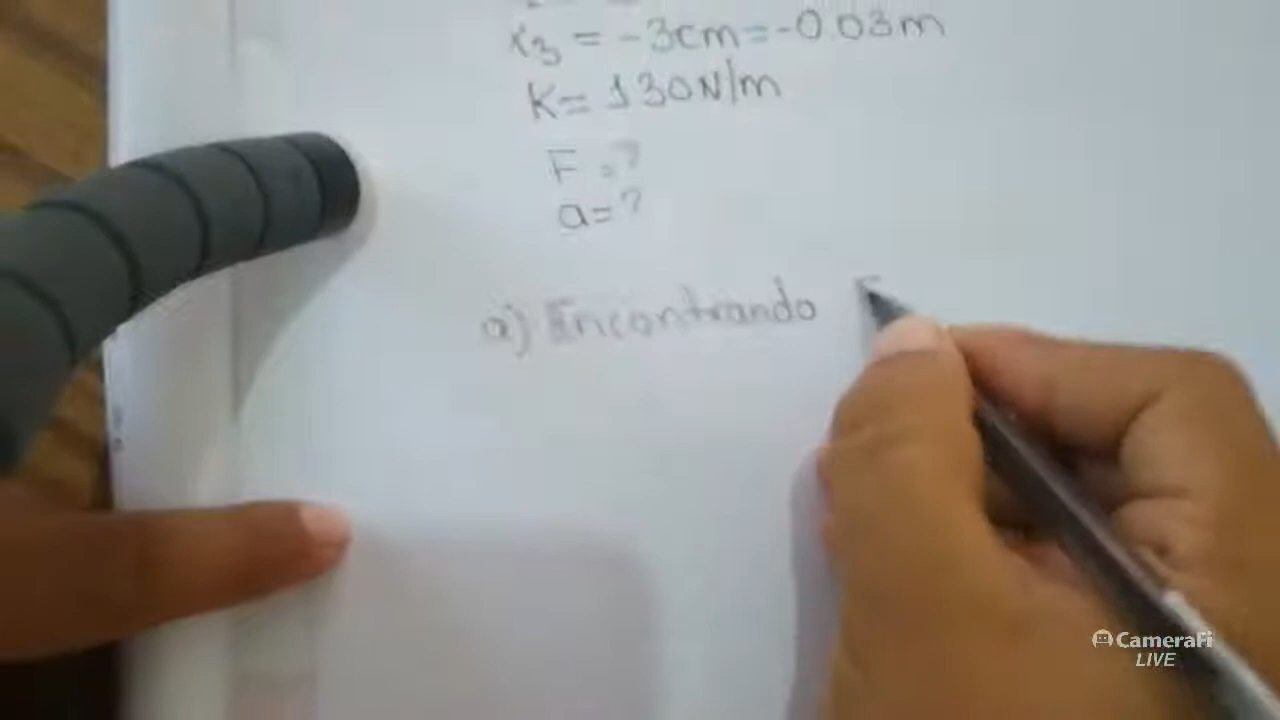 x₃ = -3cm = -0.03m
K = 130N/m
F = ?
a = ?
a) Encontrando F
CameraFi
LIVE